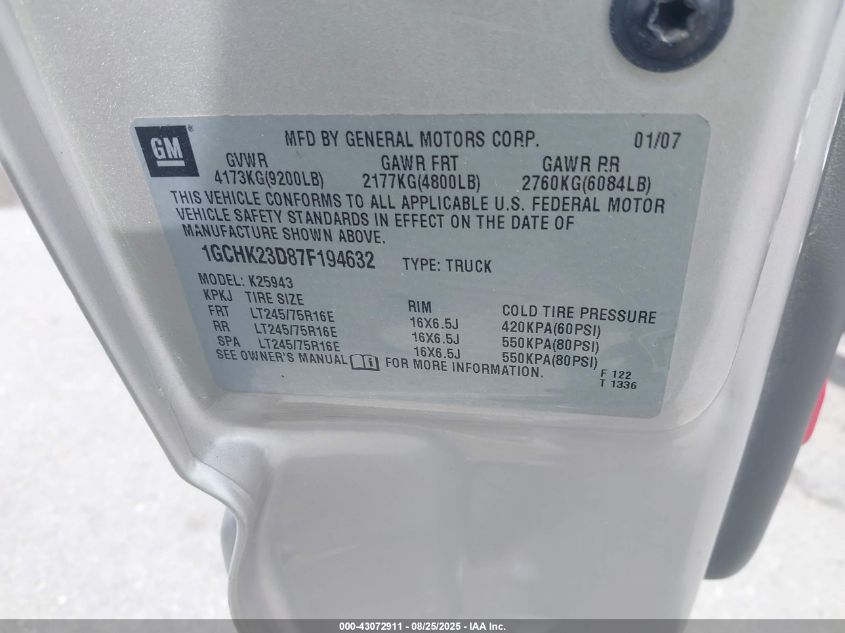 GM ®
MFD BY GENERAL MOTORS CORP. 01/07
GVWR GAWR FRT GAWR RR
4173KG(9200LB) 2177KG(4800LB) 2760KG(6084LB)
THIS VEHICLE CONFORMS TO ALL APPLICABLE U.S. FEDERAL MOTOR
VEHICLE SAFETY STANDARDS IN EFFECT ON THE DATE OF
MANUFACTURE SHOWN ABOVE.
1GCHK23D87F194632 TYPE: TRUCK
MODEL: K25943
KPKJ TIRE SIZE RIM COLD TIRE PRESSURE
FRT LT245/75R16E 16X6.5J 420KPA(60PSI)
RR LT245/75R16E 16X6.5J 550KPA(80PSI)
SPA LT245/75R16E 16X6.5J 550KPA(80PSI)
SEE OWNER'S MANUAL FOR MORE INFORMATION.
F 122
T 1336
000-43072911 - 08/25/2025 - IAA Inc.